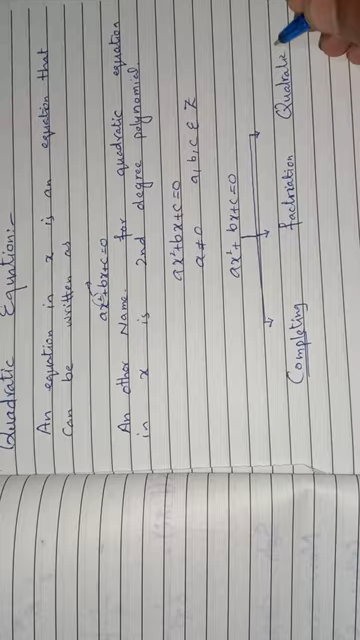 Quadratic Equation:-
An equation in x is an equation that
Can be written as
ax²+bx+c=0
An other Name for quadratic equation
in x is 2nd degree polynomial.
ax²+bx+c=0
a≠0 a,b,c ∈ Z
ax²+bx+c=0
Completing factriation Quadratic